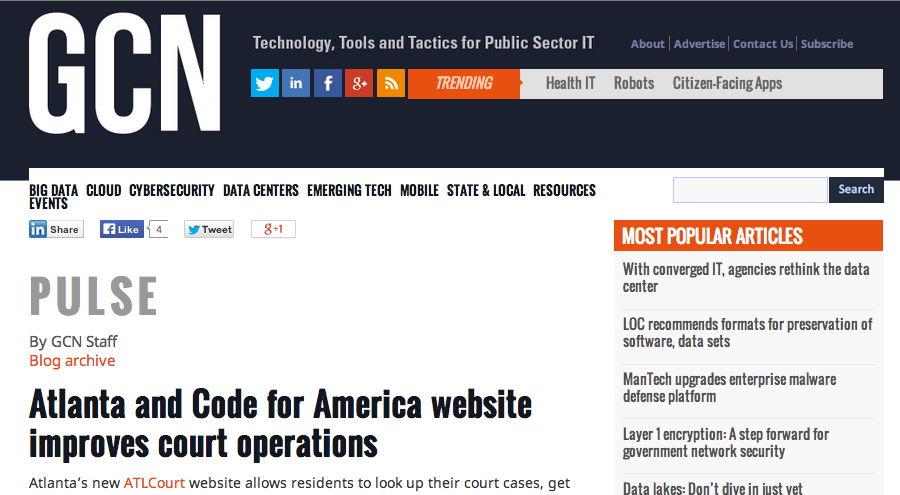 GCN
Technology, Tools and Tactics for Public Sector IT
About | Advertise | Contact Us | Subscribe
in f g+ TRENDING Health IT Robots Citizen-Facing Apps
BIG DATA CLOUD CYBERSECURITY DATA CENTERS EMERGING TECH MOBILE STATE & LOCAL RESOURCES
EVENTS
Search
in Share f Like 4 Tweet g+1
PULSE
By GCN Staff
Blog archive
Atlanta and Code for America website
improves court operations
Atlanta's new ATLCourt website allows residents to look up their court cases, get
MOST POPULAR ARTICLES
With converged IT, agencies rethink the data
center
LOC recommends formats for preservation of
software, data sets
ManTech upgrades enterprise malware
defense platform
Layer 1 encryption: A step forward for
government network security
Data lakes: Don't dive in just yet